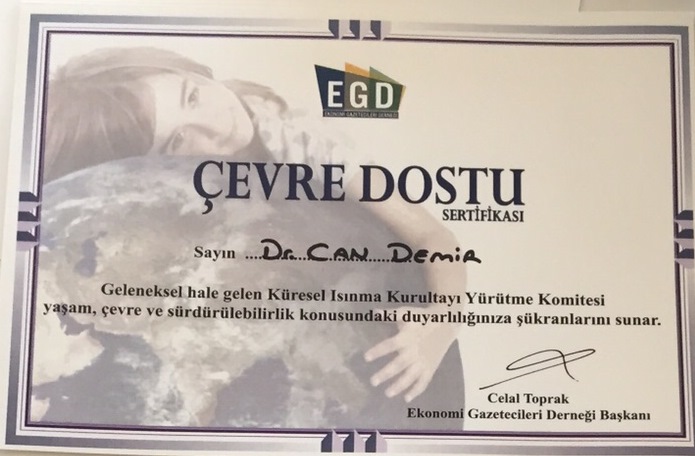 EGD
EKONOMİ GAZETECİLERİ DERNEĞİ
ÇEVRE DOSTU
SERTİFİKASI
Sayın ....Dr...CAN.....DEMİR
Geleneksel hale gelen Küresel Isınma Kurultayı Yürütme Komitesi
yaşam, çevre ve sürdürülebilirlik konusundaki duyarlılığınıza şükranlarını sunar.
Celal Toprak
Ekonomi Gazetecileri Derneği Başkanı